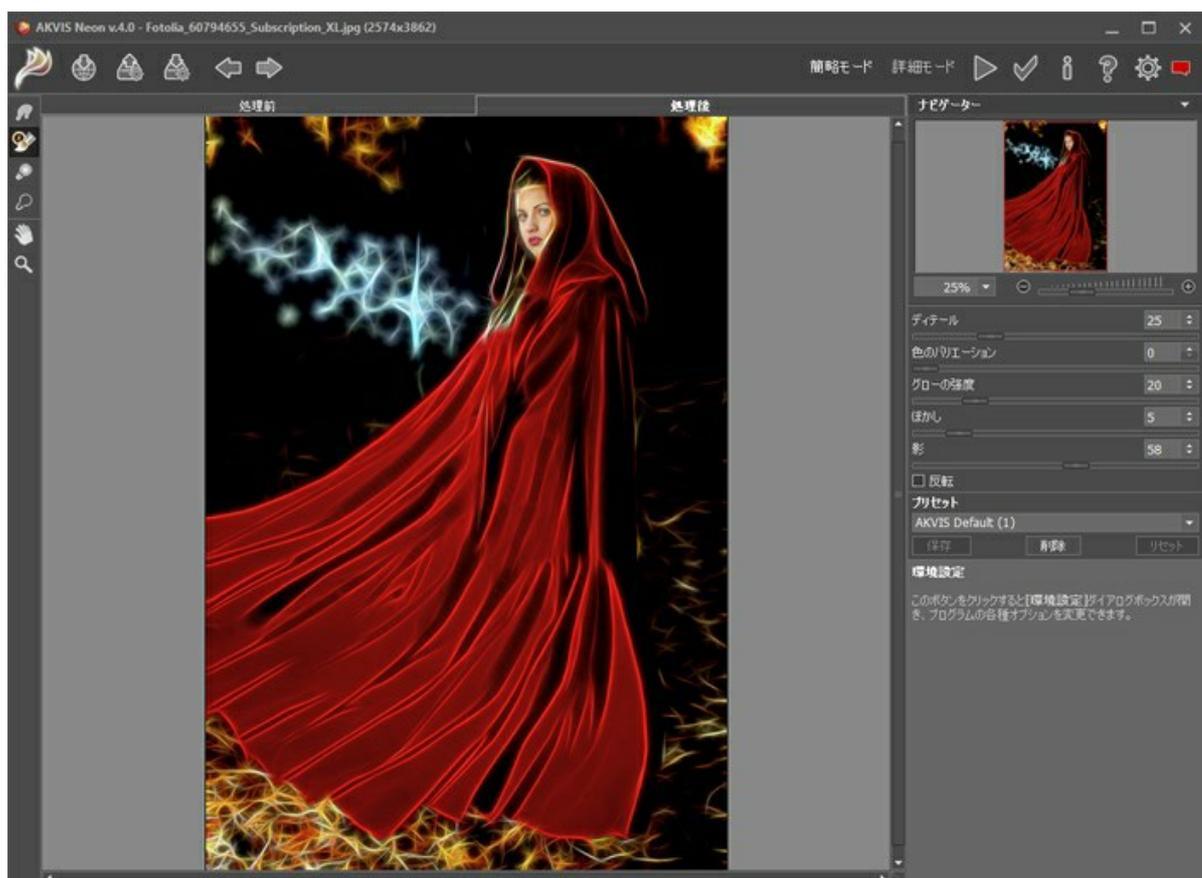 AKVIS Neon v.4.0 - Fotolia_60794655_Subscription_XL.jpg (2574x3862)
簡略モード 詳細モード
処理前 処理後
ナビゲーター
25%
ディテール 25
色のバリエーション 0
グローの強度 20
ぼかし 5
影 58
反転
プリセット
AKVIS Default (1)
保存 削除 リセット
環境設定
このボタンをクリックすると[環境設定]ダイアログボックスが開
き、プログラムの各種オプションを変更できます。